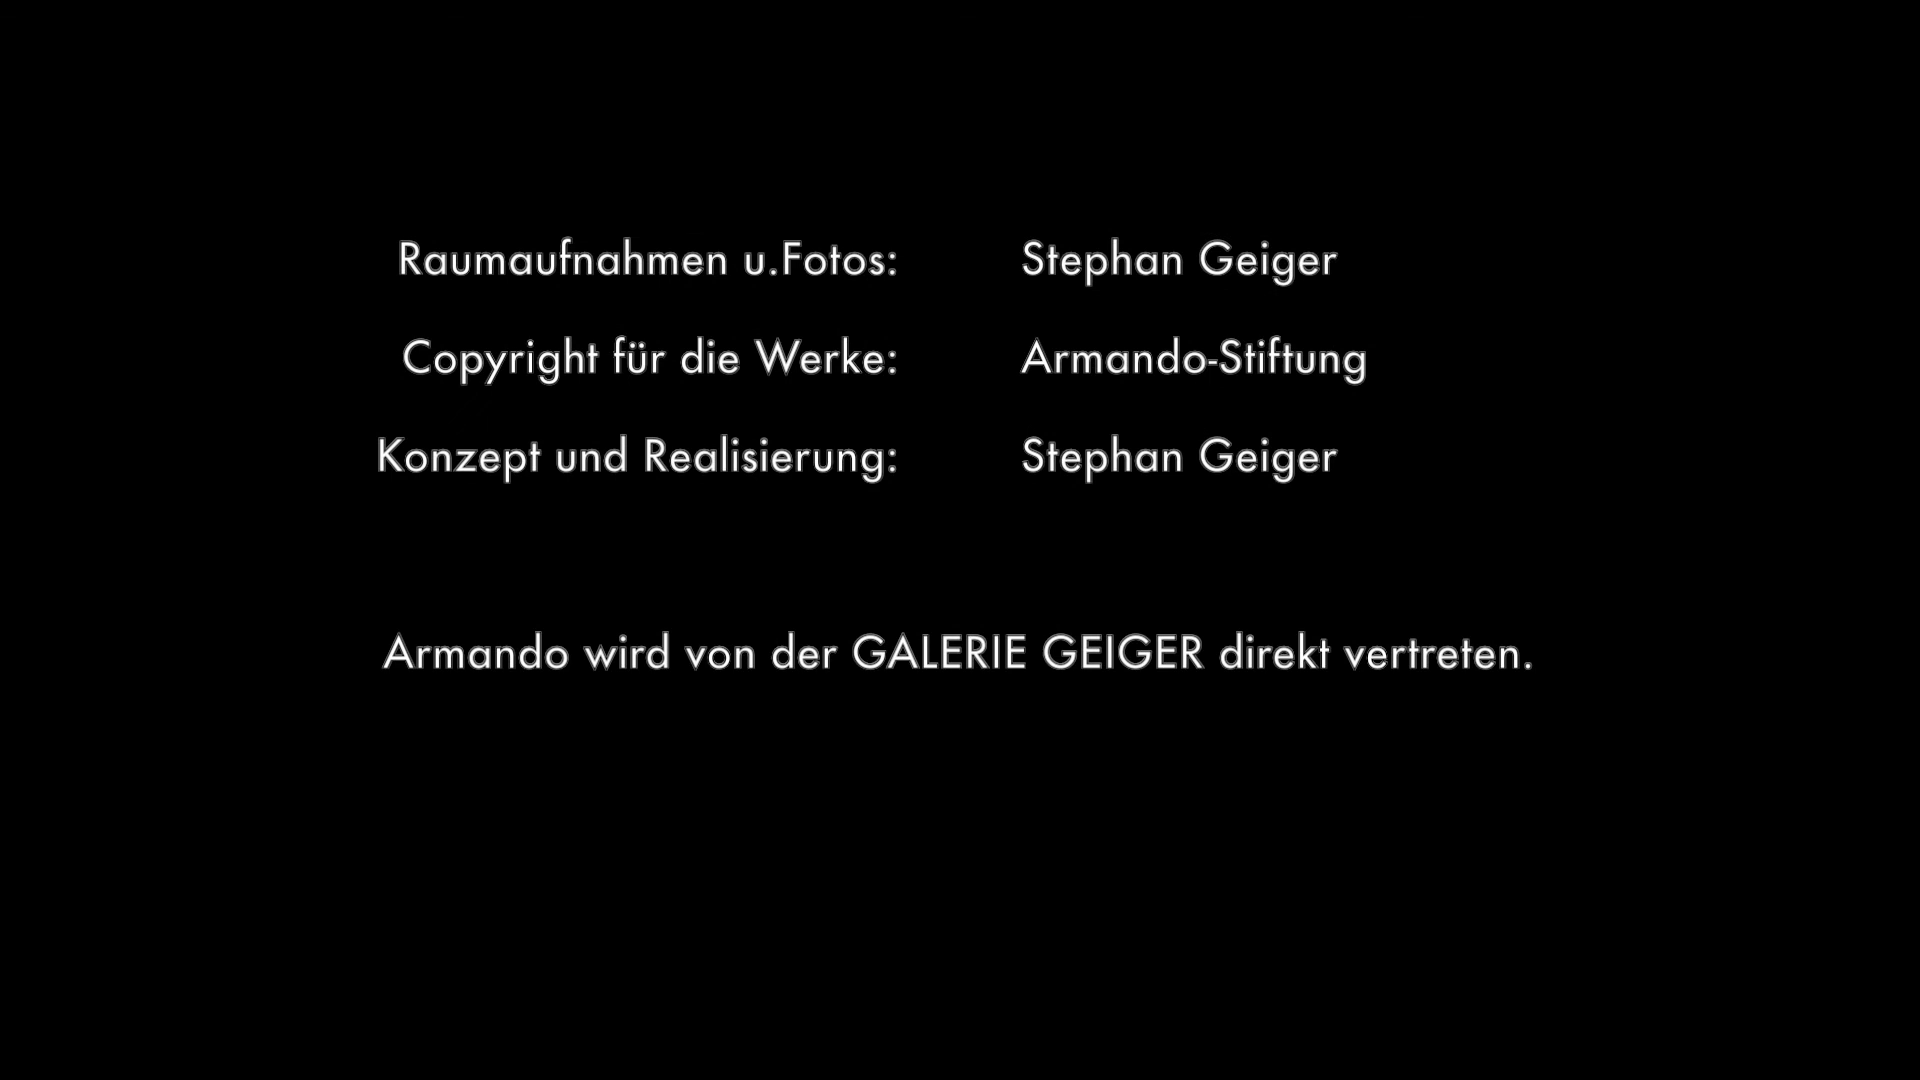 Raumaufnahmen u.Fotos: Stephan Geiger
Copyright für die Werke: Armando-Stiftung
Konzept und Realisierung: Stephan Geiger
Armando wird von der GALERIE GEIGER direkt vertreten.